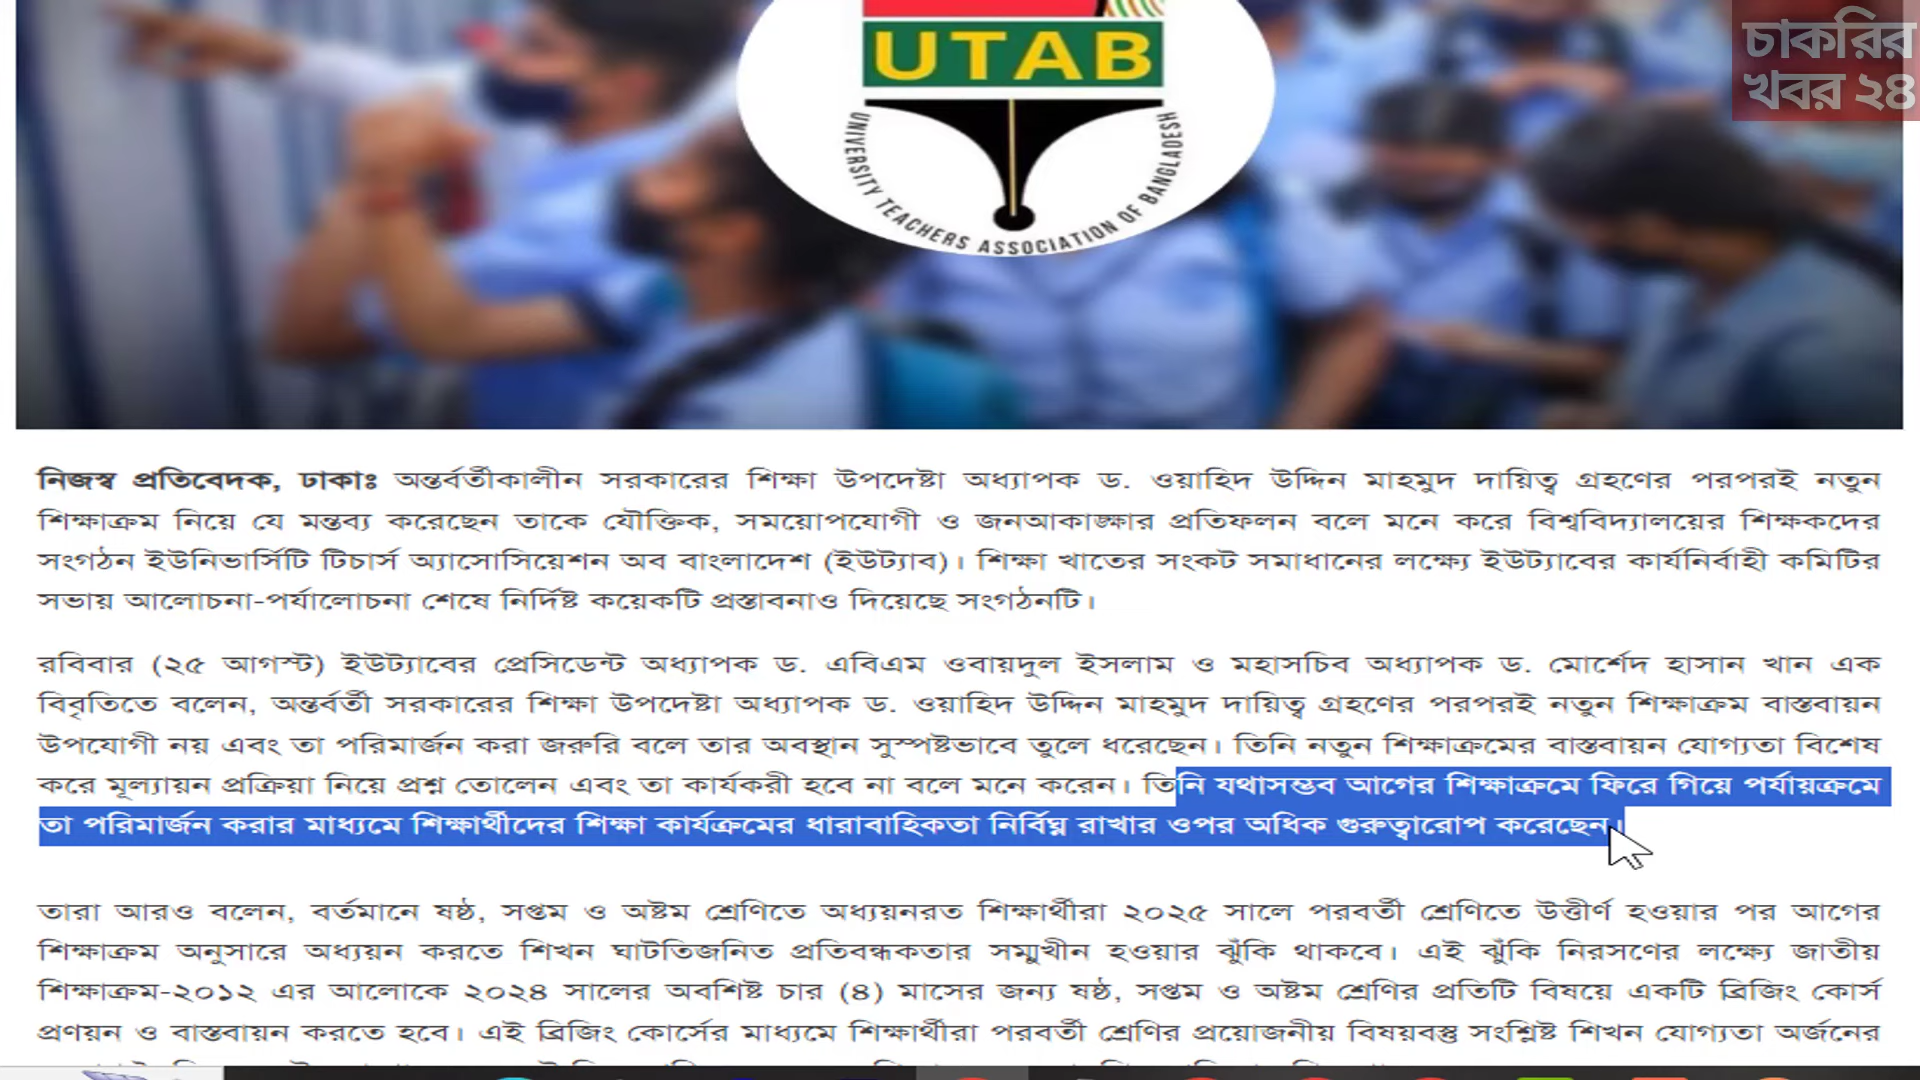 চাকরির
খবর ২৪
UTAB
UNIVERSITY TEACHERS ASSOCIATION OF BANGLADESH
নিজস্ব প্রতিবেদক, ঢাকাঃ অন্তর্বর্তীকালীন সরকারের শিক্ষা উপদেষ্টা অধ্যাপক ড. ওয়াহিদ উদ্দিন মাহমুদ দায়িত্ব গ্রহণের পরপরই নতুন
শিক্ষাক্রম নিয়ে যে মন্তব্য করেছেন তাকে যৌক্তিক, সময়োপযোগী ও জনআকাঙ্ক্ষার প্রতিফলন বলে মনে করে বিশ্ববিদ্যালয়ের শিক্ষকদের
সংগঠন ইউনিভার্সিটি টিচার্স অ্যাসোসিয়েশন অব বাংলাদেশ (ইউট্যাব)। শিক্ষা খাতের সংকট সমাধানের লক্ষ্যে ইউট্যাবের কার্যনির্বাহী কমিটির
সভায় আলোচনা-পর্যালোচনা শেষে নির্দিষ্ট কয়েকটি প্রস্তাবনাও দিয়েছে সংগঠনটি।
রবিবার (২৫ আগস্ট) ইউট্যাবের প্রেসিডেন্ট অধ্যাপক ড. এবিএম ওবায়দুল ইসলাম ও মহাসচিব অধ্যাপক ড. মোর্শেদ হাসান খান এক
বিবৃতিতে বলেন, অন্তর্বর্তী সরকারের শিক্ষা উপদেষ্টা অধ্যাপক ড. ওয়াহিদ উদ্দিন মাহমুদ দায়িত্ব গ্রহণের পরপরই নতুন শিক্ষাক্রম বাস্তবায়ন
উপযোগী নয় এবং তা পরিমার্জন করা জরুরি বলে তার অবস্থান সুস্পষ্টভাবে তুলে ধরেছেন। তিনি নতুন শিক্ষাক্রমের বাস্তবায়ন যোগ্যতা বিশেষ
করে মূল্যায়ন প্রক্রিয়া নিয়ে প্রশ্ন তোলেন এবং তা কার্যকরী হবে না বলে মনে করেন। তিনি যথাসম্ভব আগের শিক্ষাক্রমে ফিরে গিয়ে পর্যায়ক্রমে
তা পরিমার্জন করার মাধ্যমে শিক্ষার্থীদের শিক্ষা কার্যক্রমের ধারাবাহিকতা নির্বিঘ্ন রাখার ওপর অধিক গুরুত্বারোপ করেছেন।
তারা আরও বলেন, বর্তমানে ষষ্ঠ, সপ্তম ও অষ্টম শ্রেণিতে অধ্যয়নরত শিক্ষার্থীরা ২০২৫ সালে পরবর্তী শ্রেণিতে উত্তীর্ণ হওয়ার পর আগের
শিক্ষাক্রম অনুসারে অধ্যয়ন করতে শিখন ঘাটতিজনিত প্রতিবন্ধকতার সম্মুখীন হওয়ার ঝুঁকি থাকবে। এই ঝুঁকি নিরসণের লক্ষ্যে জাতীয়
শিক্ষাক্রম-২০১২ এর আলোকে ২০২৪ সালের অবশিষ্ট চার (৪) মাসের জন্য ষষ্ঠ, সপ্তম ও অষ্টম শ্রেণির প্রতিটি বিষয়ে একটি ব্রিজিং কোর্স
প্রণয়ন ও বাস্তবায়ন করতে হবে। এই ব্রিজিং কোর্সের মাধ্যমে শিক্ষার্থীরা পরবর্তী শ্রেণির প্রয়োজনীয় বিষয়বস্তু সংশ্লিষ্ট শিখন যোগ্যতা অর্জনের